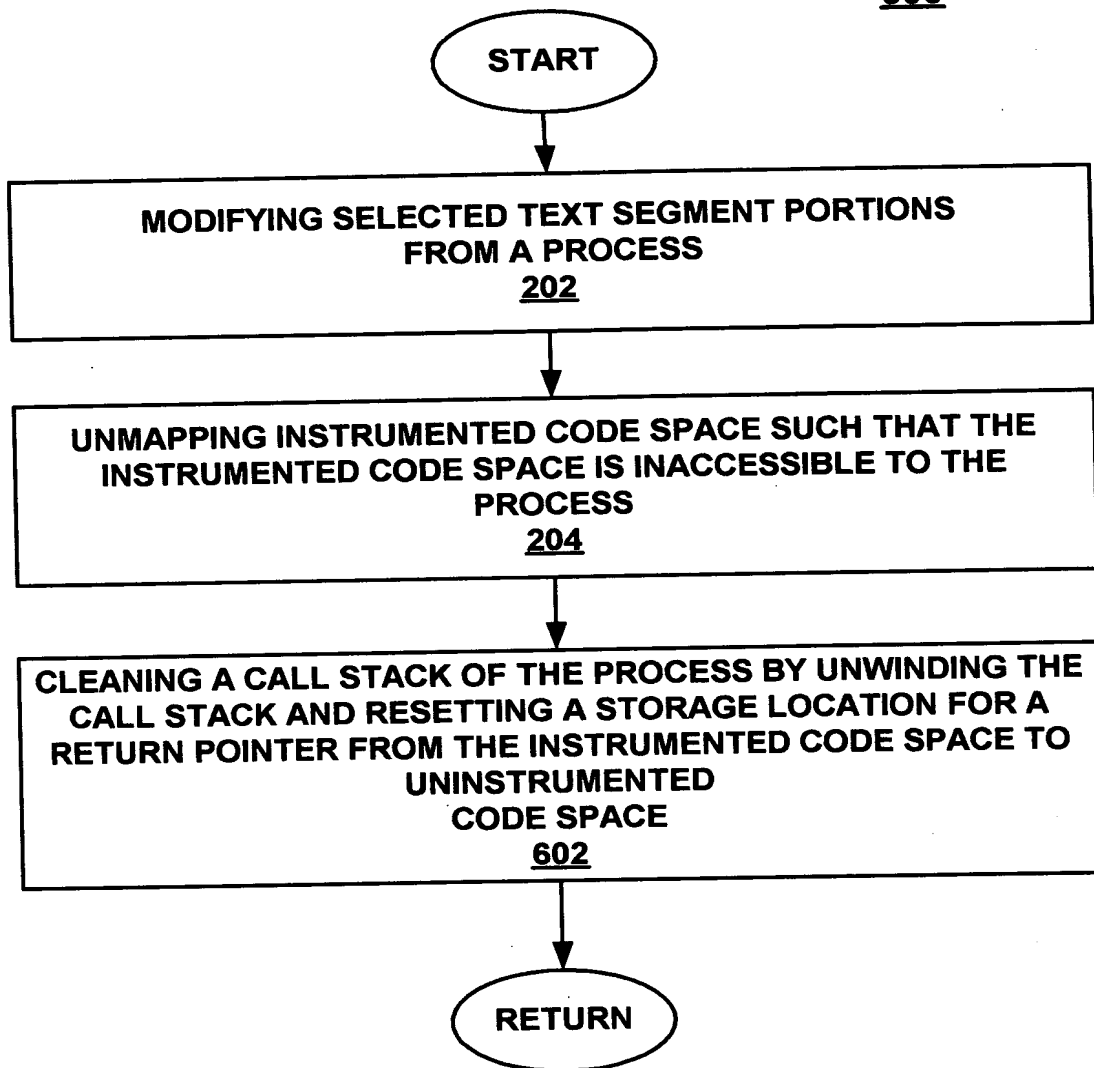 START
MODIFYING SELECTED TEXT SEGMENT PORTIONS
FROM A PROCESS
202
UNMAPPING INSTRUMENTED CODE SPACE SUCH THAT THE
INSTRUMENTED CODE SPACE IS INACCESSIBLE TO THE
PROCESS
204
CLEANING A CALL STACK OF THE PROCESS BY UNWINDING THE
CALL STACK AND RESETTING A STORAGE LOCATION FOR A
RETURN POINTER FROM THE INSTRUMENTED CODE SPACE TO
UNINSTRUMENTED
CODE SPACE
602
RETURN